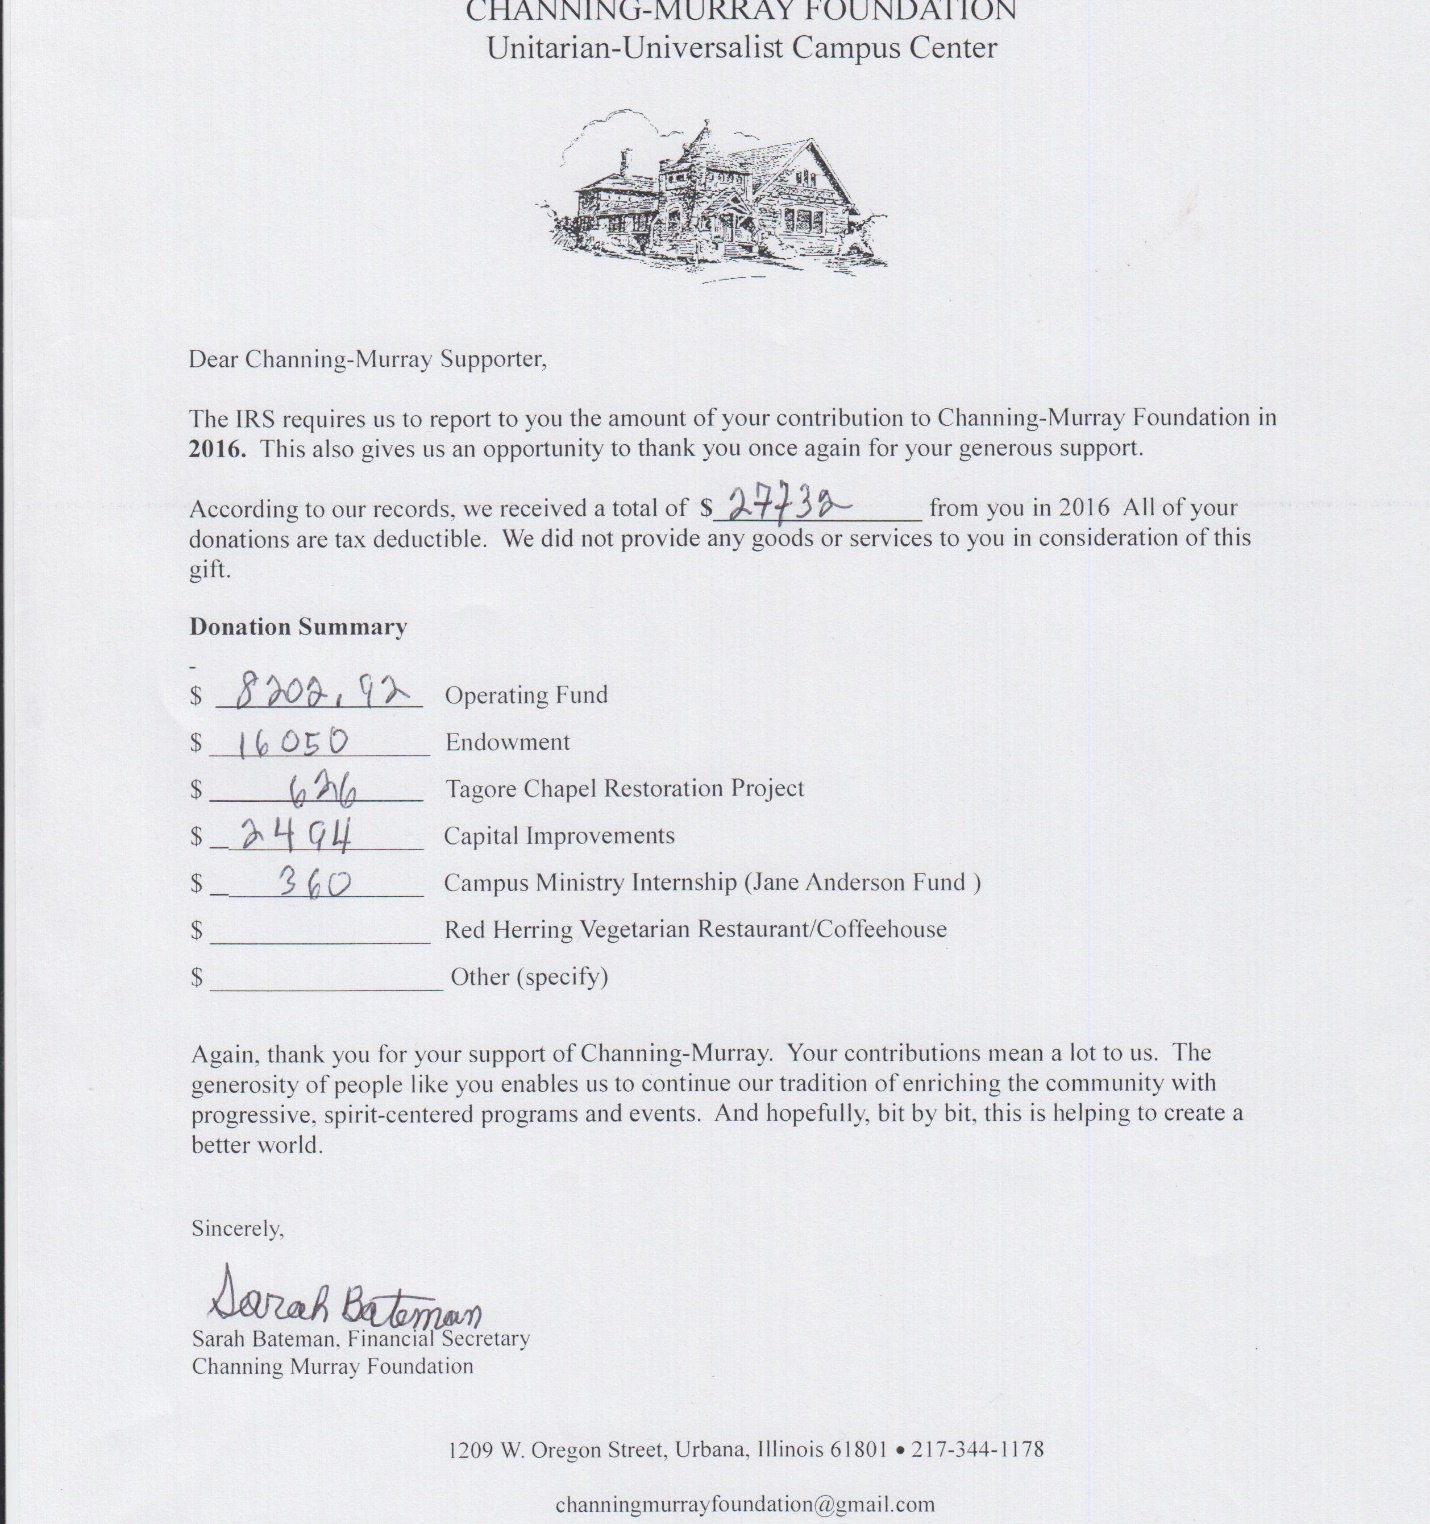 CHANNING-MURRAY FOUNDATION
Unitarian-Universalist Campus Center
Dear Channing-Murray Supporter,
The IRS requires us to report to you the amount of your contribution to Channing-Murray Foundation in
2016. This also gives us an opportunity to thank you once again for your generous support.
According to our records, we received a total of $ 27732 from you in 2016 All of your
donations are tax deductible. We did not provide any goods or services to you in consideration of this
gift.
Donation Summary
-
$ 8202.92 Operating Fund
$ 16050 Endowment
$ 626 Tagore Chapel Restoration Project
$ 2494 Capital Improvements
$ 360 Campus Ministry Internship (Jane Anderson Fund )
$ Red Herring Vegetarian Restaurant/Coffeehouse
$ Other (specify)
Again, thank you for your support of Channing-Murray. Your contributions mean a lot to us. The
generosity of people like you enables us to continue our tradition of enriching the community with
progressive, spirit-centered programs and events. And hopefully, bit by bit, this is helping to create a
better world.
Sincerely,
Sarah Bateman
Sarah Bateman, Financial Secretary
Channing Murray Foundation
1209 W. Oregon Street, Urbana, Illinois 61801 • 217-344-1178
channingmurrayfoundation@gmail.com